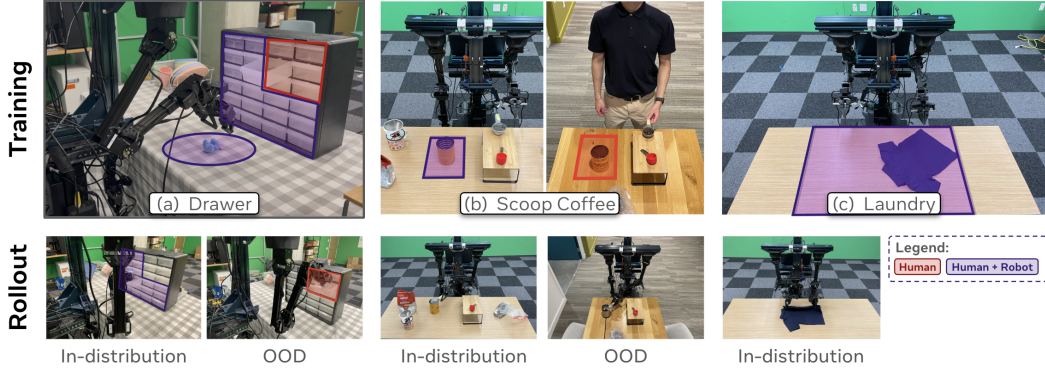 Training
(a) Drawer
(b) Scoop Coffee
(c) Laundry
Rollout
In-distribution
OOD
In-distribution
OOD
In-distribution
Legend:
Human
Human + Robot